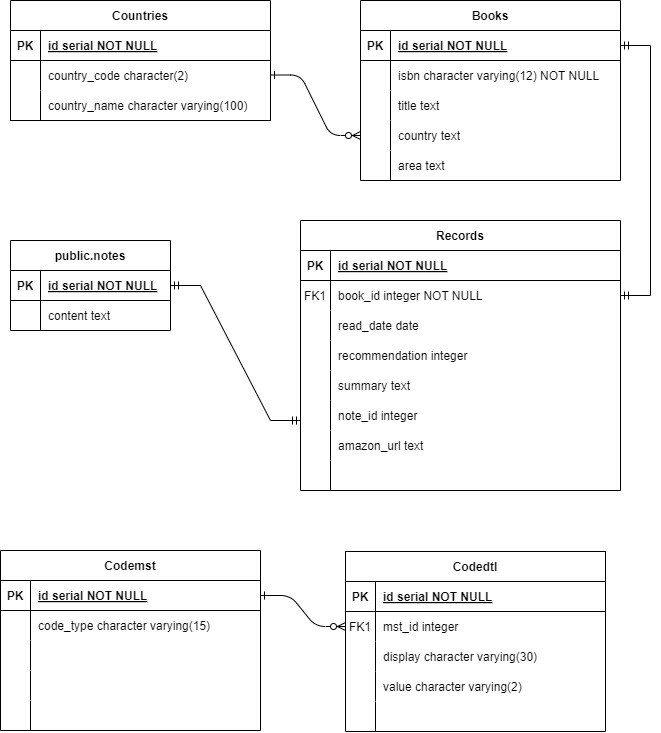 Countries
PK id serial NOT NULL
country_code character(2)
country_name character varying(100)
Books
PK id serial NOT NULL
isbn character varying(12) NOT NULL
title text
country text
area text
public.notes
PK id serial NOT NULL
content text
Records
PK id serial NOT NULL
FK1 book_id integer NOT NULL
read_date date
recommendation integer
summary text
note_id integer
amazon_url text
Codemst
PK id serial NOT NULL
code_type character varying(15)
Codedtl
PK id serial NOT NULL
FK1 mst_id integer
display character varying(30)
value character varying(2)